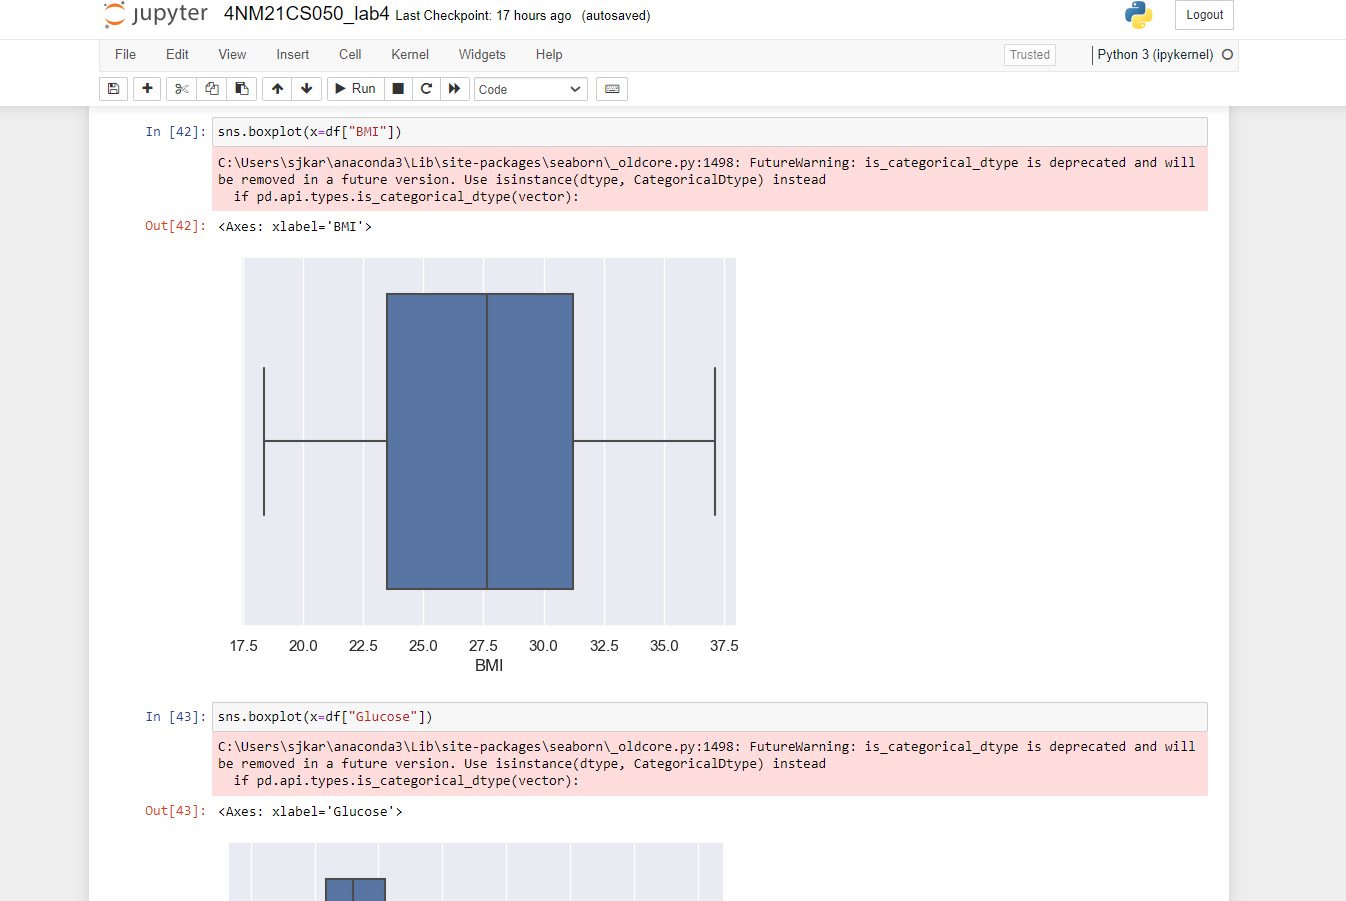 jupyter 4NM21CS050_lab4 Last Checkpoint: 17 hours ago (autosaved)
Logout
File Edit View Insert Cell Kernel Widgets Help
Trusted
Python 3 (ipykernel)
Run
Code
In [42]: sns.boxplot(x=df["BMI"])
C:\Users\sjkar\anaconda3\Lib\site-packages\seaborn\_oldcore.py:1498: FutureWarning: is_categorical_dtype is deprecated and will
be removed in a future version. Use isinstance(dtype, CategoricalDtype) instead
  if pd.api.types.is_categorical_dtype(vector):
Out[42]: <Axes: xlabel='BMI'>
17.5 20.0 22.5 25.0 27.5 30.0 32.5 35.0 37.5
BMI
In [43]: sns.boxplot(x=df["Glucose"])
C:\Users\sjkar\anaconda3\Lib\site-packages\seaborn\_oldcore.py:1498: FutureWarning: is_categorical_dtype is deprecated and will
be removed in a future version. Use isinstance(dtype, CategoricalDtype) instead
  if pd.api.types.is_categorical_dtype(vector):
Out[43]: <Axes: xlabel='Glucose'>